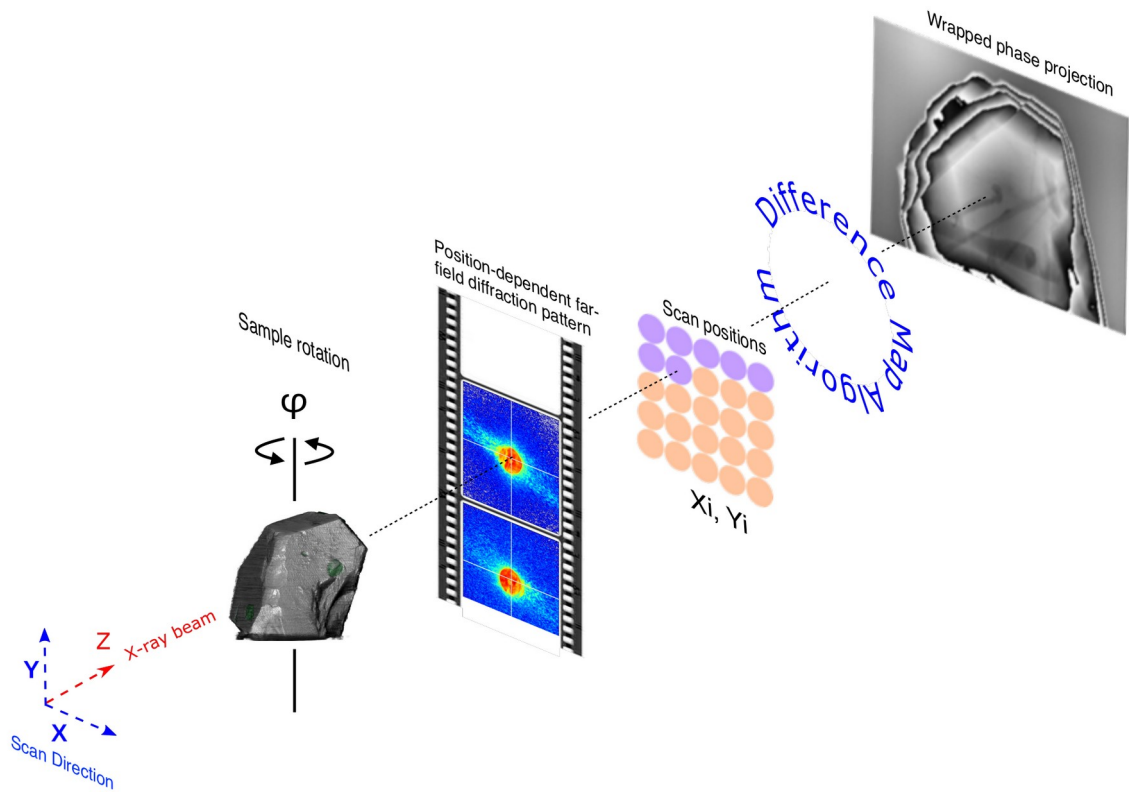 Wrapped phase projection
Difference Map Algorithm
Position-dependent far-
field diffraction pattern
Scan positions
Sample rotation
φ
Xi, Yi
Z
X-ray beam
Y
X
Scan Direction